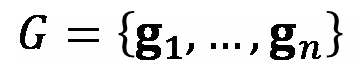 G = {g₁, ..., gₙ}